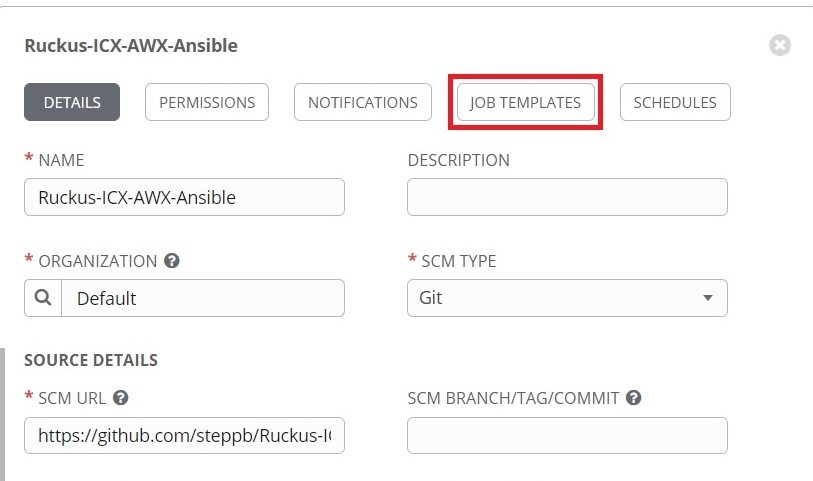 Ruckus-ICX-AWX-Ansible
DETAILS PERMISSIONS NOTIFICATIONS JOB TEMPLATES SCHEDULES
* NAME DESCRIPTION
Ruckus-ICX-AWX-Ansible
* ORGANIZATION ? * SCM TYPE
Default Git
SOURCE DETAILS
* SCM URL ? SCM BRANCH/TAG/COMMIT ?
https://github.com/steppb/Ruckus-I